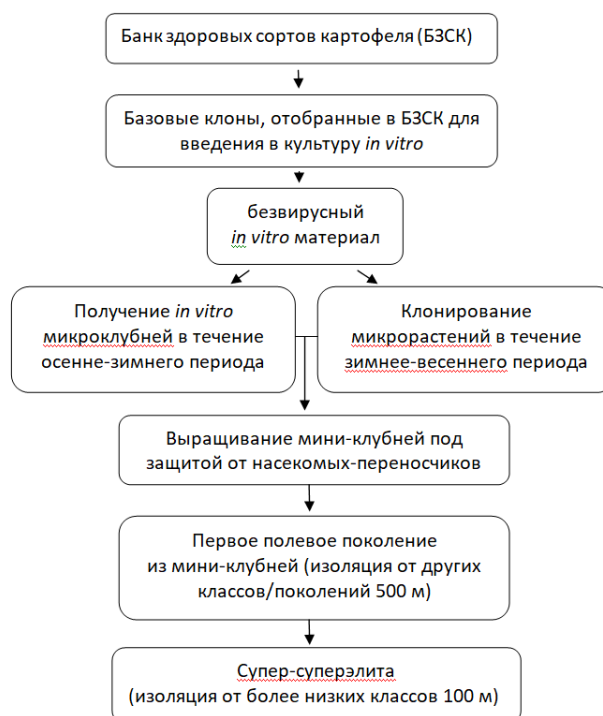 Банк здоровых сортов картофеля (БЗСК)
Базовые клоны, отобранные в БЗСК для
введения в культуру in vitro
безвирусный
in vitro материал
Получение in vitro
микроклубней в течение
осенне-зимнего периода
Клонирование
микрорастений в течение
зимнее-весеннего периода
Выращивание мини-клубней под
защитой от насекомых-переносчиков
Первое полевое поколение
из мини-клубней (изоляция от других
классов/поколений 500 м)
Супер-суперэлита
(изоляция от более низких классов 100 м)